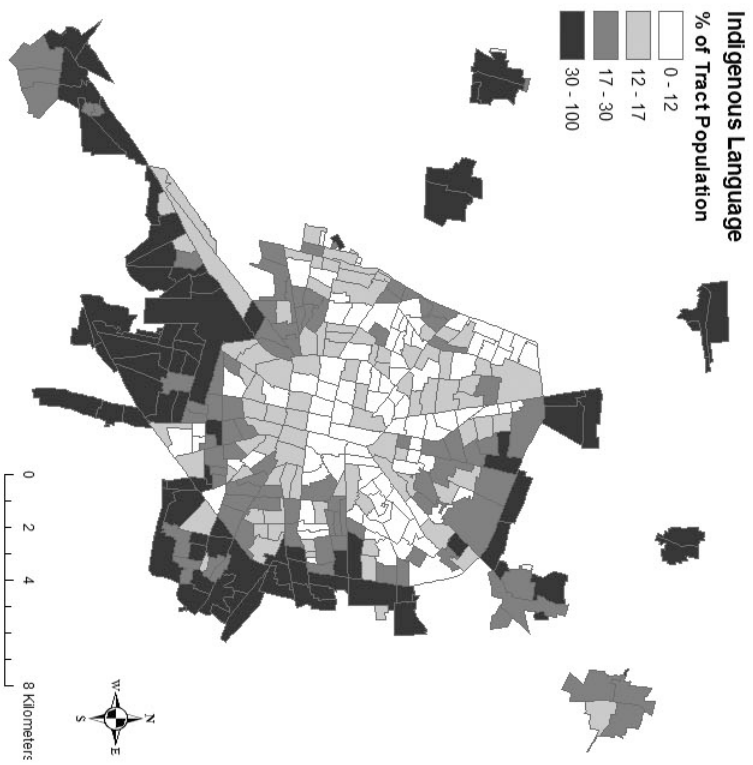 Indigenous Language
% of Tract Population
0 - 12
12 - 17
17 - 30
30 - 100
0 2 4 8 Kilometers
N
W E
S